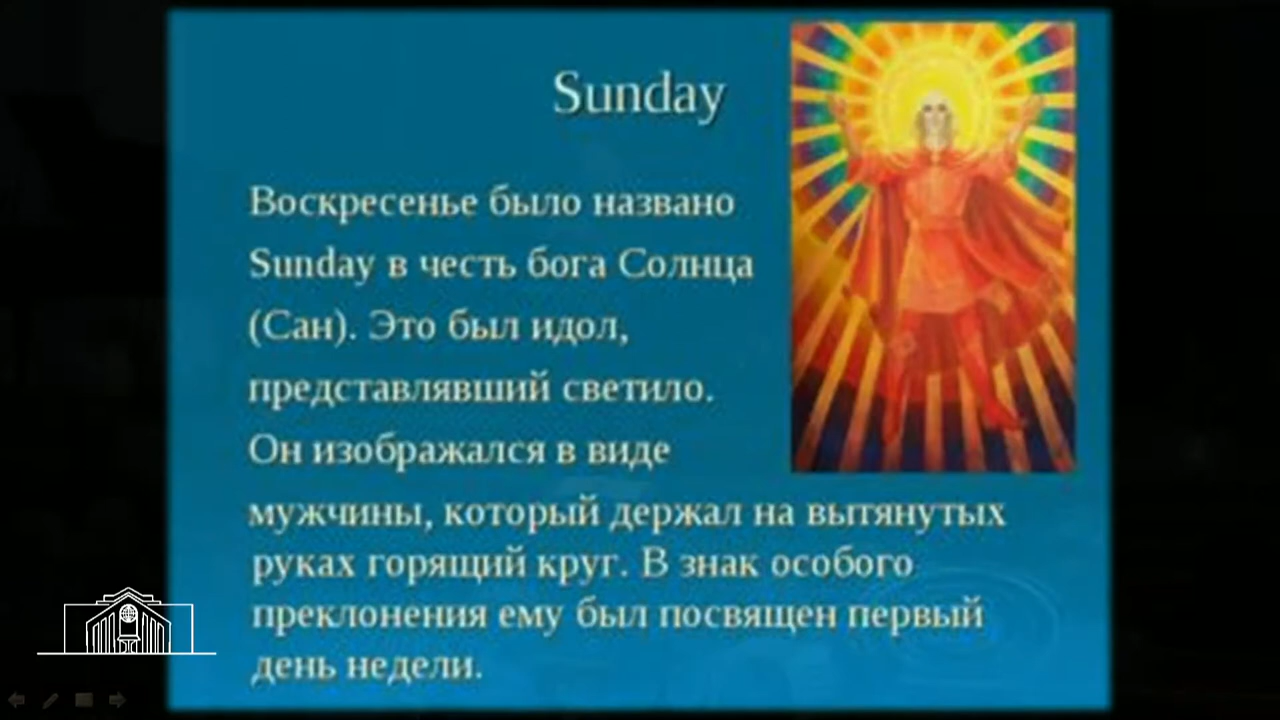 Sunday
Воскресенье было названо
Sunday в честь бога Солнца
(Сан). Это был идол,
представлявший светило.
Он изображался в виде
мужчины, который держал на вытянутых
руках горящий круг. В знак особого
преклонения ему был посвящен первый
день недели.